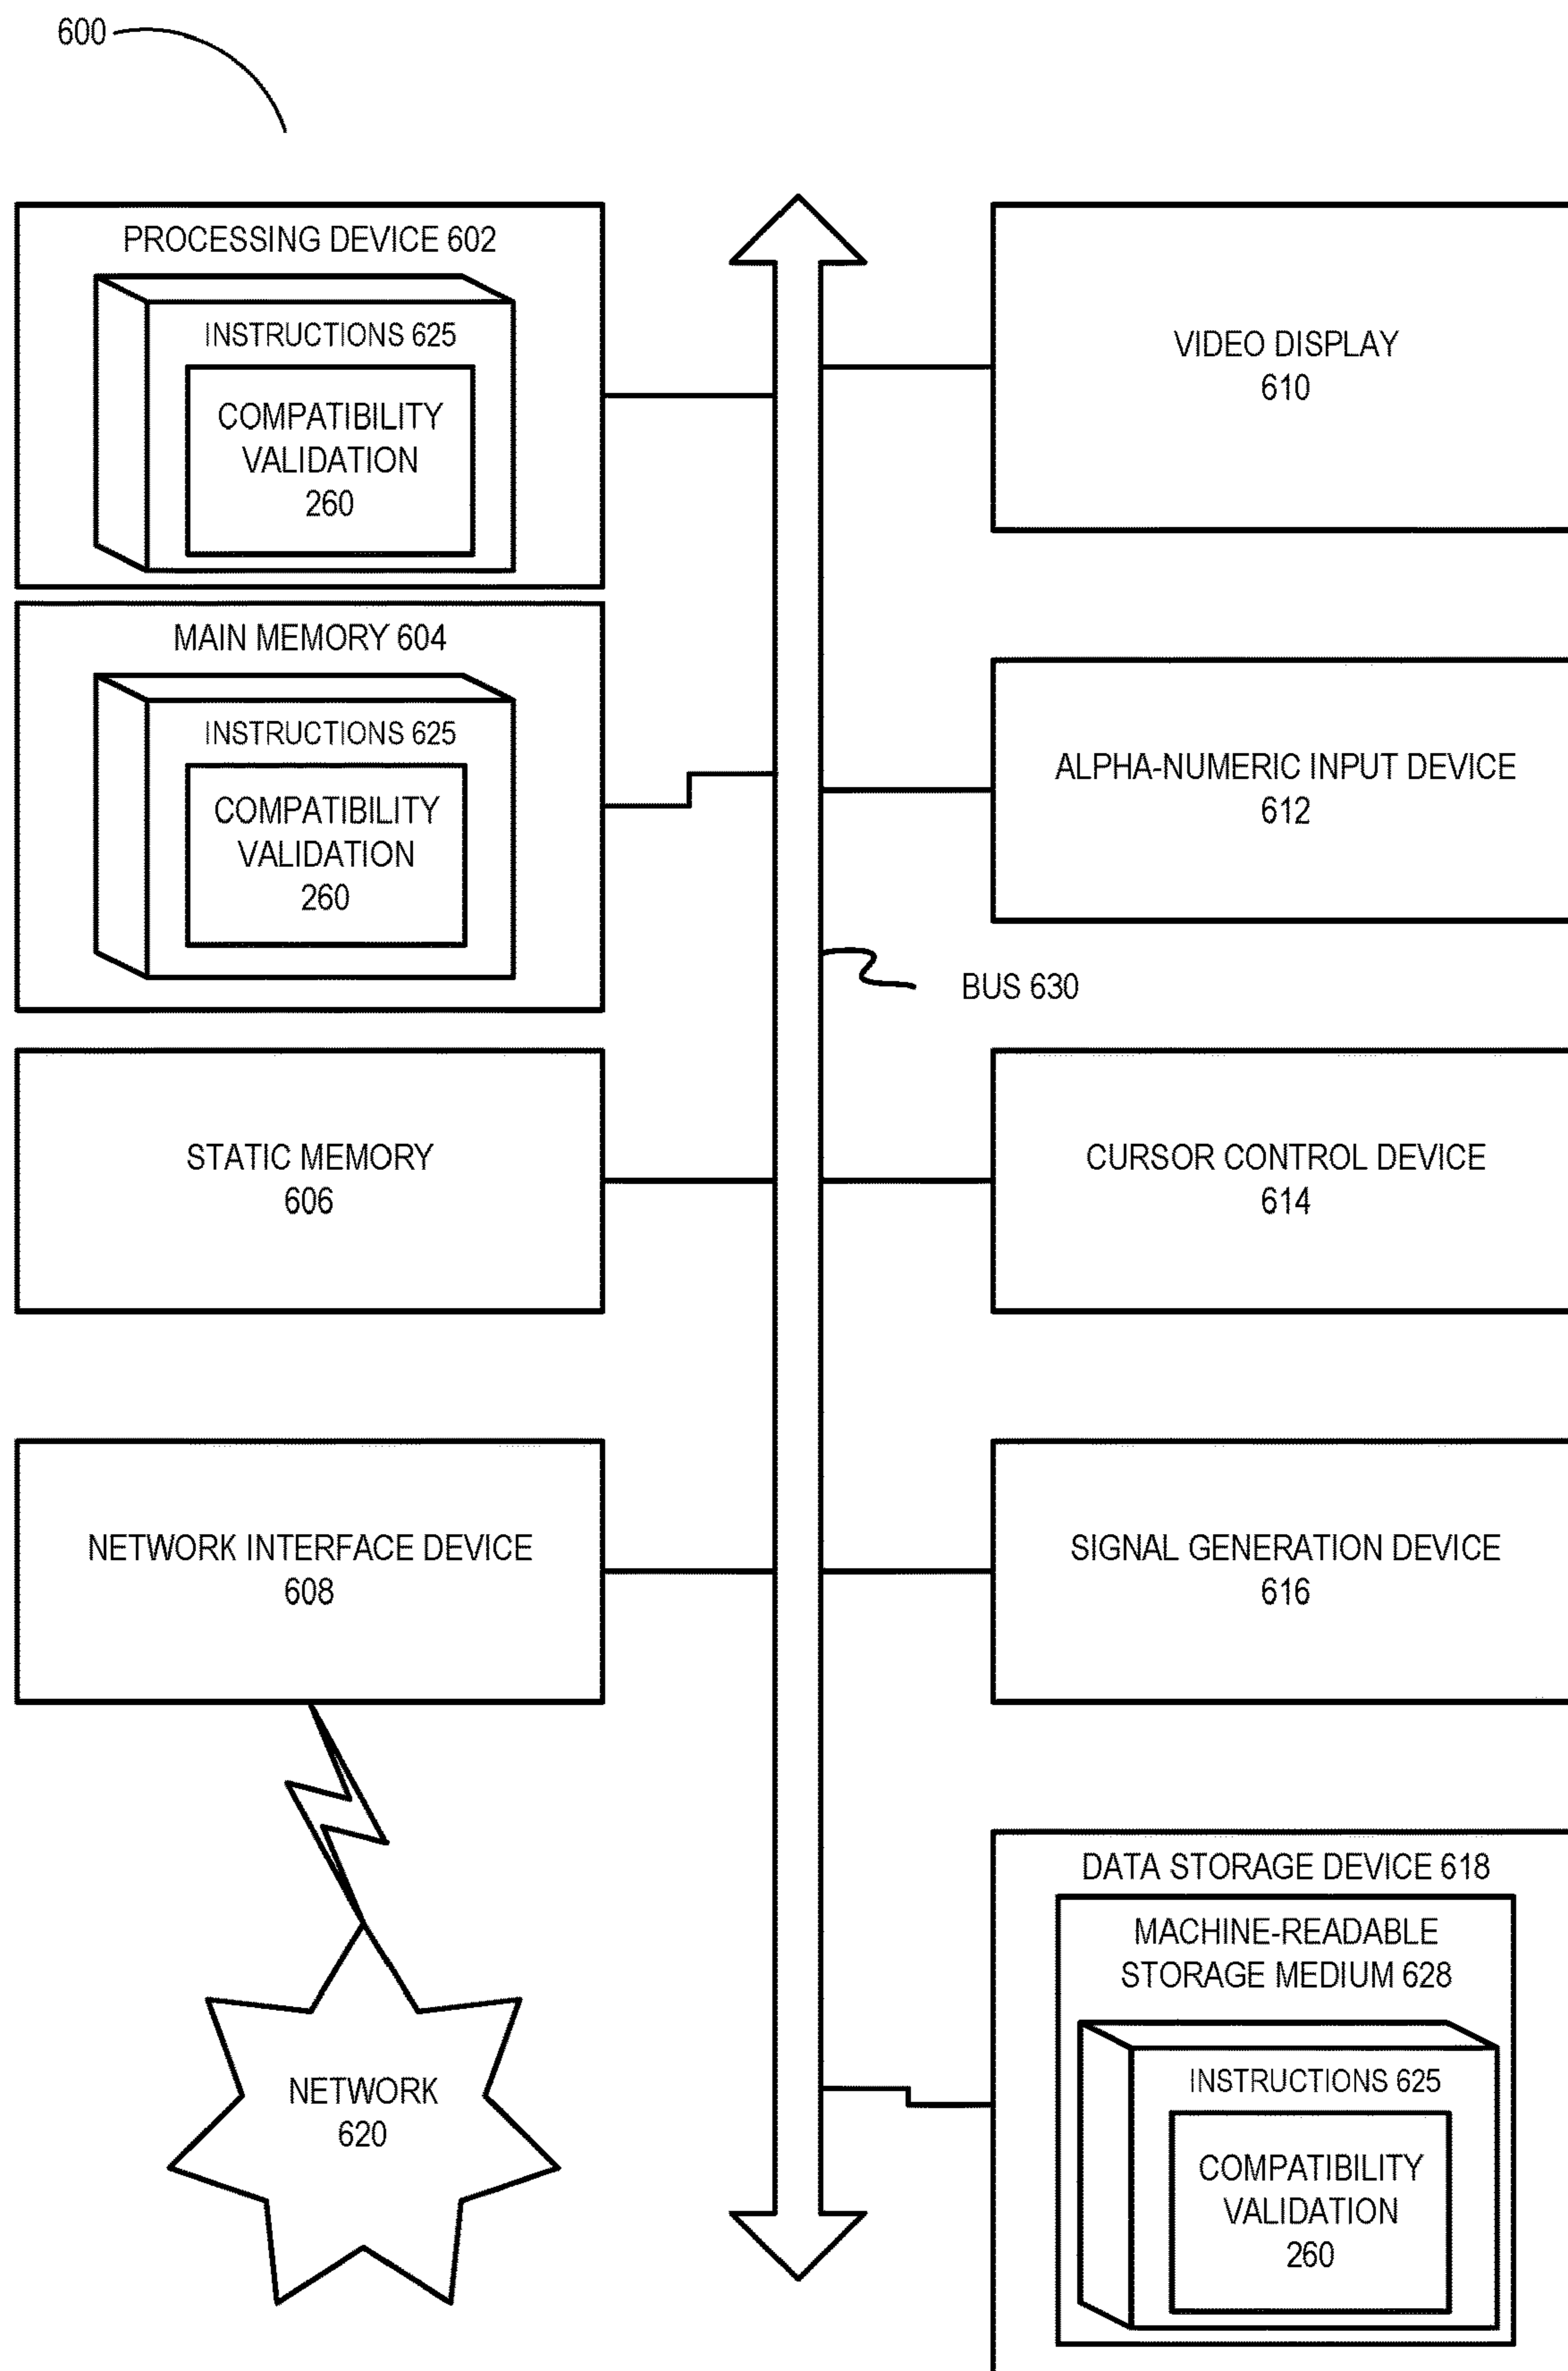 600
PROCESSING DEVICE 602
INSTRUCTIONS 625
COMPATIBILITY
VALIDATION
260
MAIN MEMORY 604
INSTRUCTIONS 625
COMPATIBILITY
VALIDATION
260
STATIC MEMORY
606
NETWORK INTERFACE DEVICE
608
NETWORK
620
VIDEO DISPLAY
610
ALPHA-NUMERIC INPUT DEVICE
612
BUS 630
CURSOR CONTROL DEVICE
614
SIGNAL GENERATION DEVICE
616
DATA STORAGE DEVICE 618
MACHINE-READABLE
STORAGE MEDIUM 628
INSTRUCTIONS 625
COMPATIBILITY
VALIDATION
260